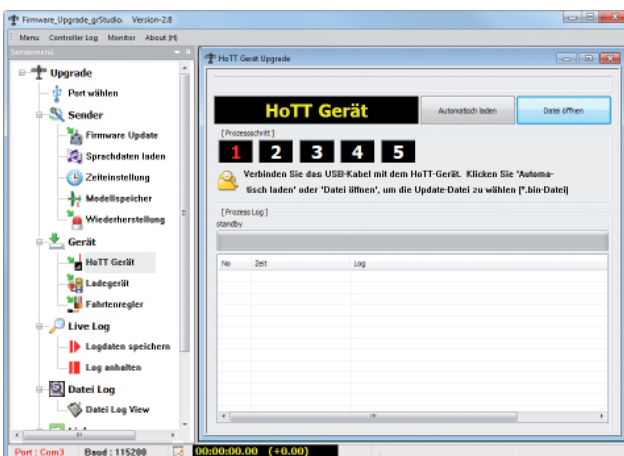 Firmware_Upgrade_grStudio. Version-2.8
Menu Controller Log Monitor About [H]
Sendermenü
Upgrade
Port wählen
Sender
Firmware Update
Sprachdaten laden
Zeiteinstellung
Modellspeicher
Wiederherstellung
Gerät
HoTT Gerät
Ladegerät
Fahrtenregler
Live Log
Logdaten speichern
Log anhalten
Datei Log
Datei Log View
HoTT Gerät Upgrade
HoTT Gerät
Automatisch laden
Datei öffnen
[Prozessschritt]
1 2 3 4 5
Verbinden Sie das USB-Kabel mit dem HoTT-Gerät. Klicken Sie 'Automa-
tisch laden' oder 'Datei öffnen', um die Update-Datei zu wählen (*.bin-Datei)
[Prozess Log]
standby
No Zeit Log
Port : Com3 Baud : 115200 00:00:00.00 (+0.00)